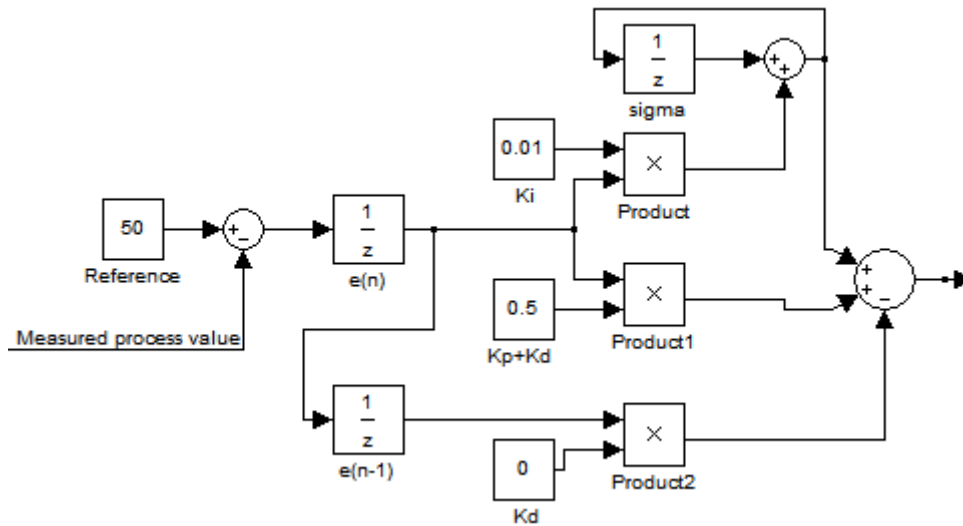 1
z
sigma
+
+
0.01
Ki
×
Product
50
Reference
+
−
1
z
e(n)
Measured process value
0.5
Kp+Kd
×
Product1
+
+
−
1
z
e(n-1)
0
Kd
×
Product2